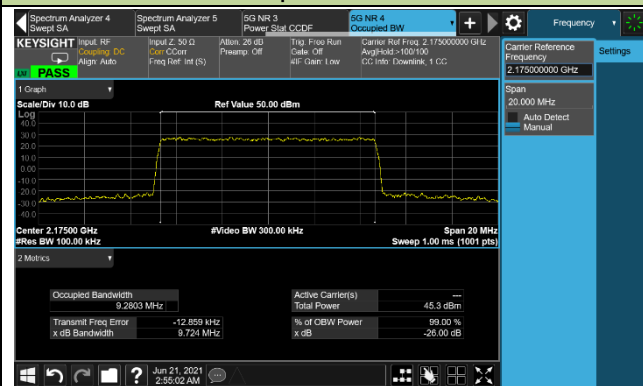 Spectrum Analyzer 4 Spectrum Analyzer 5 5G NR 3 5G NR 4 Frequency
Swept SA Swept SA Power Stat CCDF Occupied BW
KEYSIGHT Input: RF Input Z: 50 Ω Atten: 26 dB Trig: Free Run Carrier Ref Freq: 2.175000000 GHz
Coupling: DC Corr CCorr Preamp: Off Gate: Off Avg|Hold:>100/100
Align: Auto Freq Ref: Int (S) #IF Gain: Low CC Info: Downlink, 1 CC
PASS
Carrier Reference Frequency
2.175000000 GHz
Settings
Span
20.000 MHz
Auto Detect
Manual
1 Graph
Scale/Div 10.0 dB Ref Value 50.00 dBm
Log
40.0
30.0
20.0
10.0
0.00
-10.0
-20.0
-30.0
-40.0
Center 2.17500 GHz #Video BW 300.00 kHz Span 20 MHz
#Res BW 100.00 kHz Sweep 1.00 ms (1001 pts)
2 Metrics
Occupied Bandwidth Active Carrier(s) ---
9.2803 MHz Total Power 45.3 dBm
Transmit Freq Error -12.859 kHz % of OBW Power 99.00 %
x dB Bandwidth 9.724 MHz x dB -26.00 dB
Jun 21, 2021
2:55:02 AM